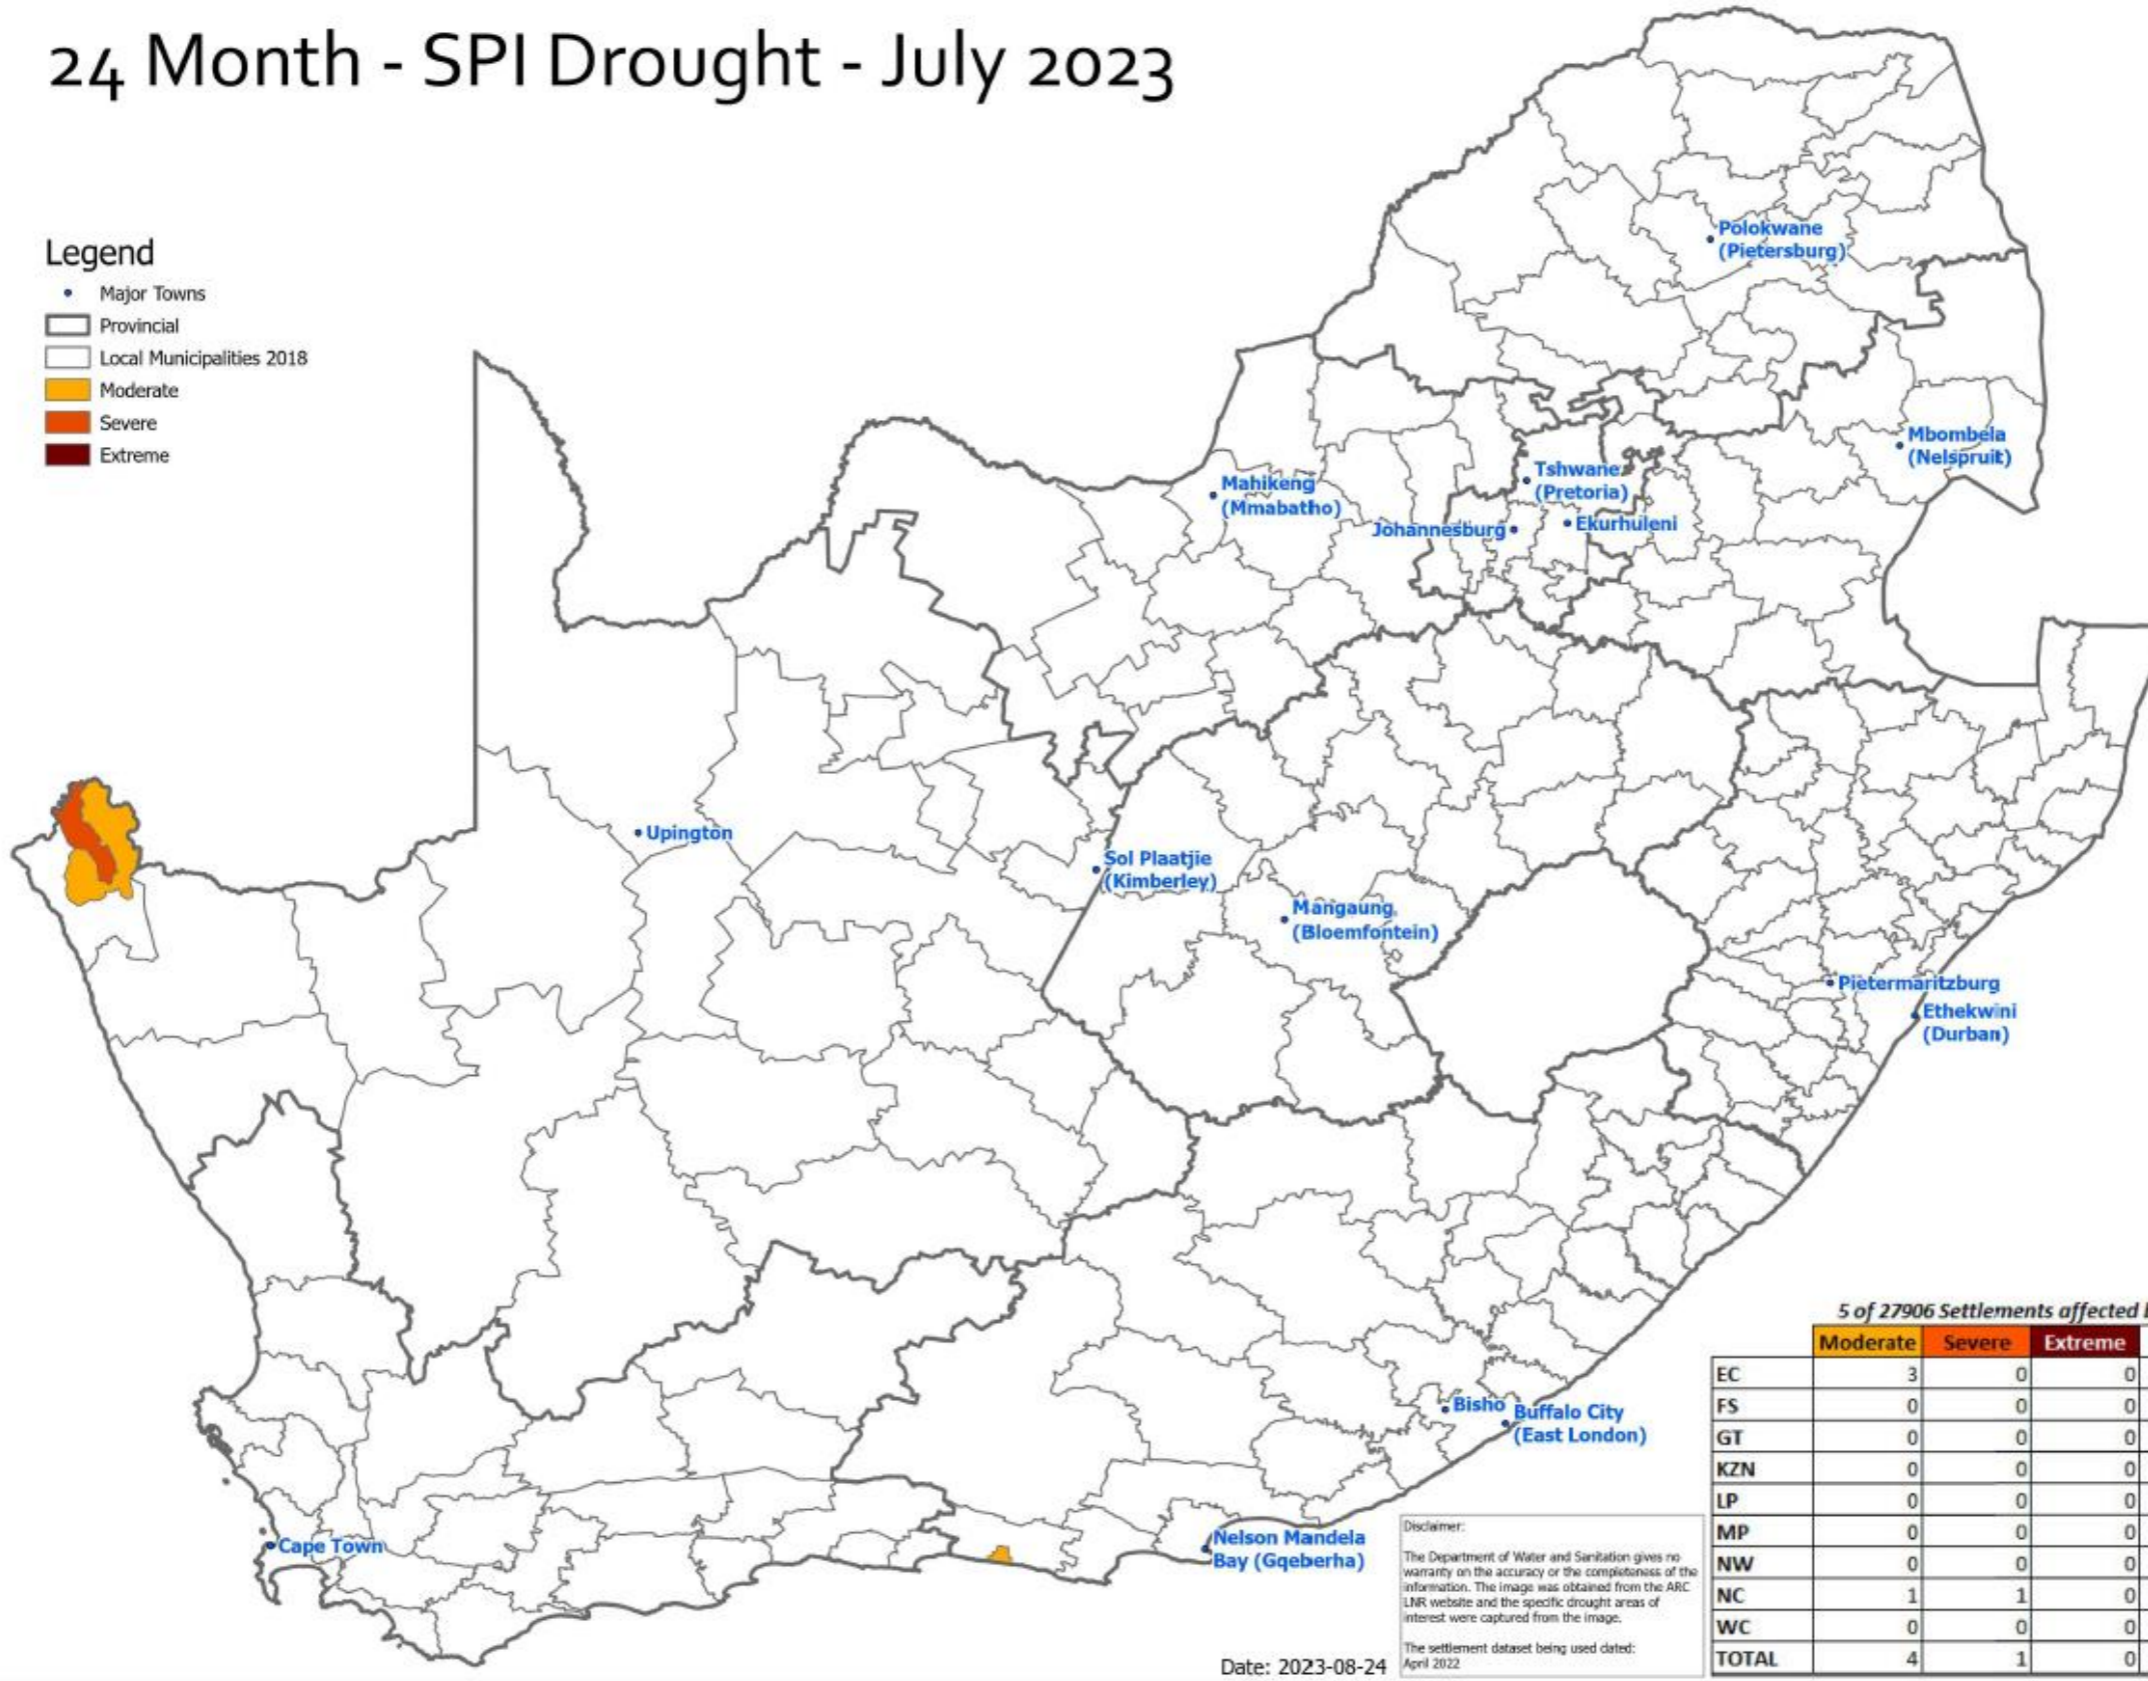 24 Month - SPI Drought - July 2023
Legend
Major Towns
Provincial
Local Municipalities 2018
Moderate
Severe
Extreme
Polokwane
(Pietersburg)
Mbombela
(Nelspruit)
Tshwane
(Pretoria)
Mahikeng
(Mmabatho)
Johannesburg
Ekurhuleni
Upington
Sol Plaatjie
(Kimberley)
Mangaung
(Bloemfontein)
Pietermaritzburg
Ethekwini
(Durban)
Bisho
Buffalo City
(East London)
Cape Town
Nelson Mandela
Bay (Gqeberha)
5 of 27906 Settlements affected
Moderate Severe Extreme
EC 3 0 0
FS 0 0 0
GT 0 0 0
KZN 0 0 0
LP 0 0 0
MP 0 0 0
NW 0 0 0
NC 1 1 0
WC 0 0 0
TOTAL 4 1 0
Disclaimer:
The Department of Water and Sanitation gives no
warranty on the accuracy or the completeness of the
information. The image was obtained from the ARC
LNR website and the specific drought areas of
interest were captured from the image.
The settlement dataset being used dated:
April 2022
Date: 2023-08-24